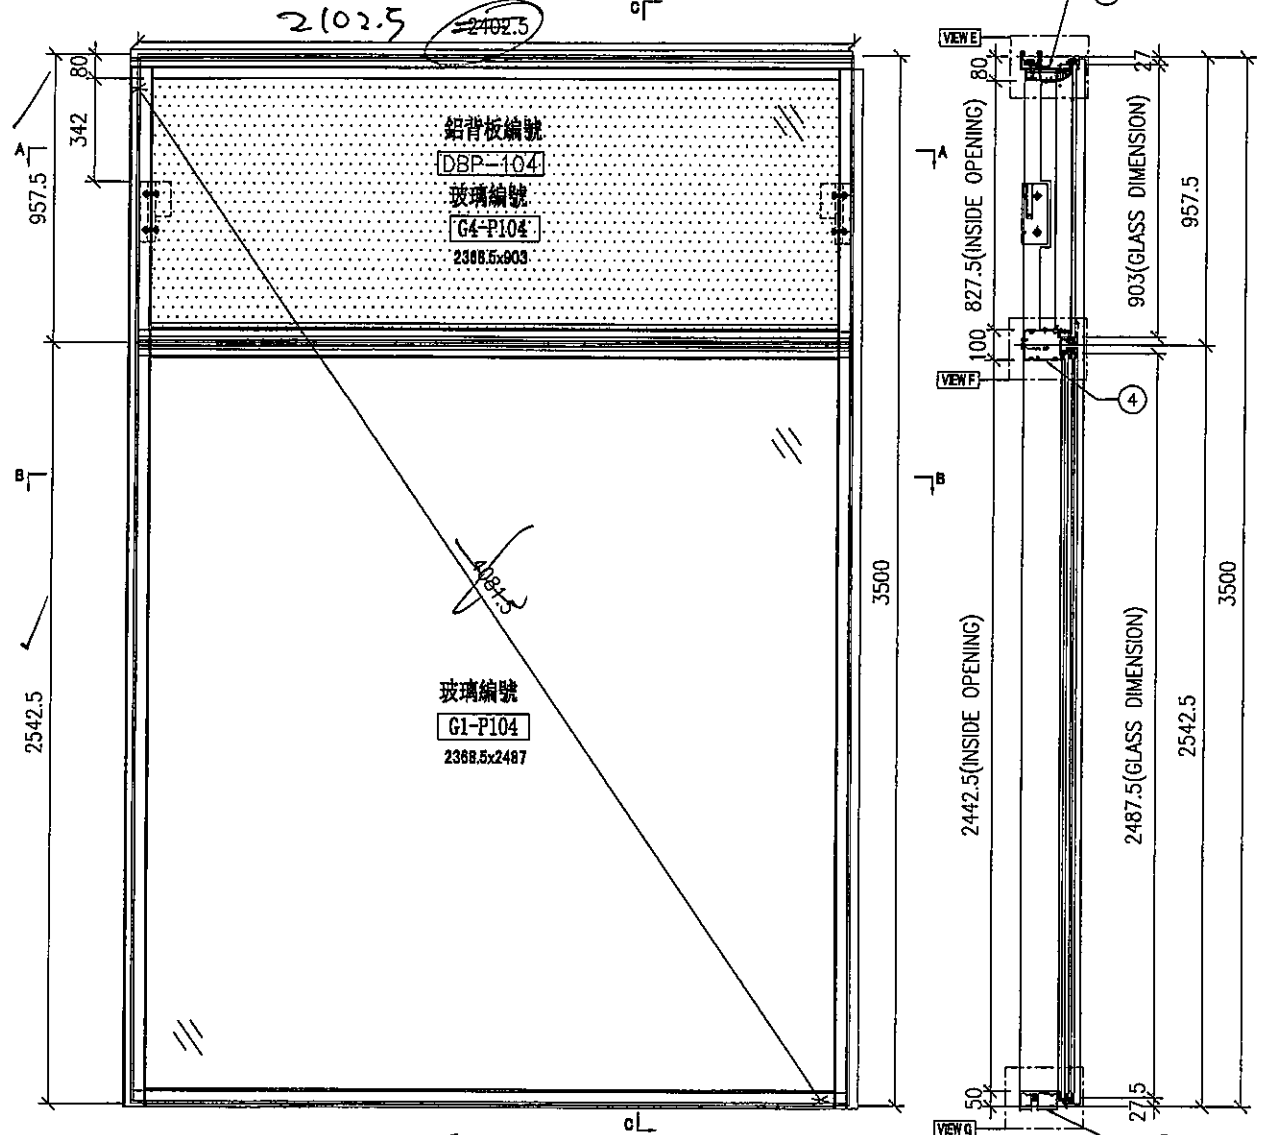 2102.5
2402.5
C
80
342
A
957.5
鋁背板編號
DBP-104
玻璃編號
G4-P104
2368.5x903
A
B
B
4081.5
3500
玻璃編號
G1-P104
2368.5x2487
2542.5
C
VIEW E
80
27
827.5(INSIDE OPENING)
903(GLASS DIMENSION)
957.5
100
VIEW F
4
2442.5(INSIDE OPENING)
2487.5(GLASS DIMENSION)
2542.5
3500
50
27.5
VIEW G